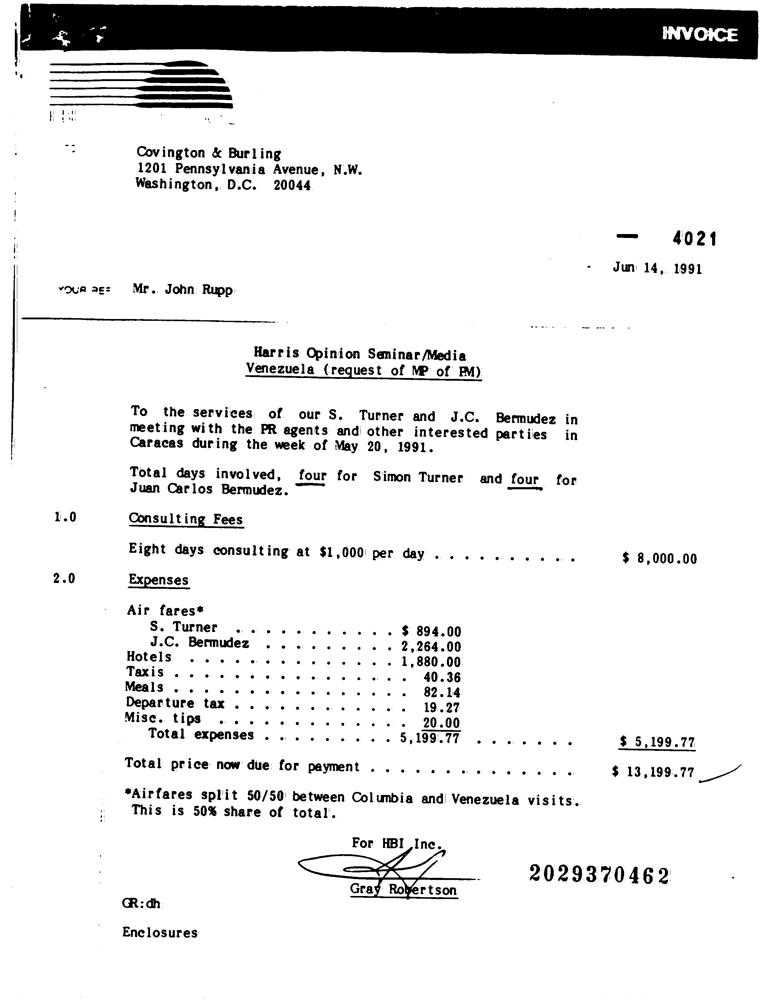 INVOICE
Covington & Burling
1201 Pennsylvania Avenue, N.W.
Washington, D.C. 20044
— 4021
Jun 14, 1991
YOUR REF Mr. John Rupp
Harris Opinion Seminar/Media
Venezuela (request of MP of PM)
To the services of our S. Turner and J.C. Bermudez in
meeting with the PR agents and other interested parties in
Caracas during the week of May 20, 1991.
Total days involved, four for Simon Turner and four for
Juan Carlos Bermudez.
1.0 Consulting Fees
Eight days consulting at $1,000 per day . . . . . . . . . . $ 8,000.00
2.0 Expenses
Air fares*
S. Turner . . . . . . . . . . . $ 894.00
J.C. Bermudez . . . . . . . . . 2,264.00
Hotels . . . . . . . . . . . . . . 1,880.00
Taxis . . . . . . . . . . . . . . . . 40.36
Meals . . . . . . . . . . . . . . . . 82.14
Departure tax . . . . . . . . . . . . 19.27
Misc. tips . . . . . . . . . . . . . 20.00
Total expenses . . . . . . . . . 5,199.77 . . . . . . . $ 5,199.77
Total price now due for payment . . . . . . . . . . . . . . $ 13,199.77
*Airfares split 50/50 between Columbia and Venezuela visits.
This is 50% share of total.
For HBI Inc.
Gray Robertson
2029370462
GR:dh
Enclosures